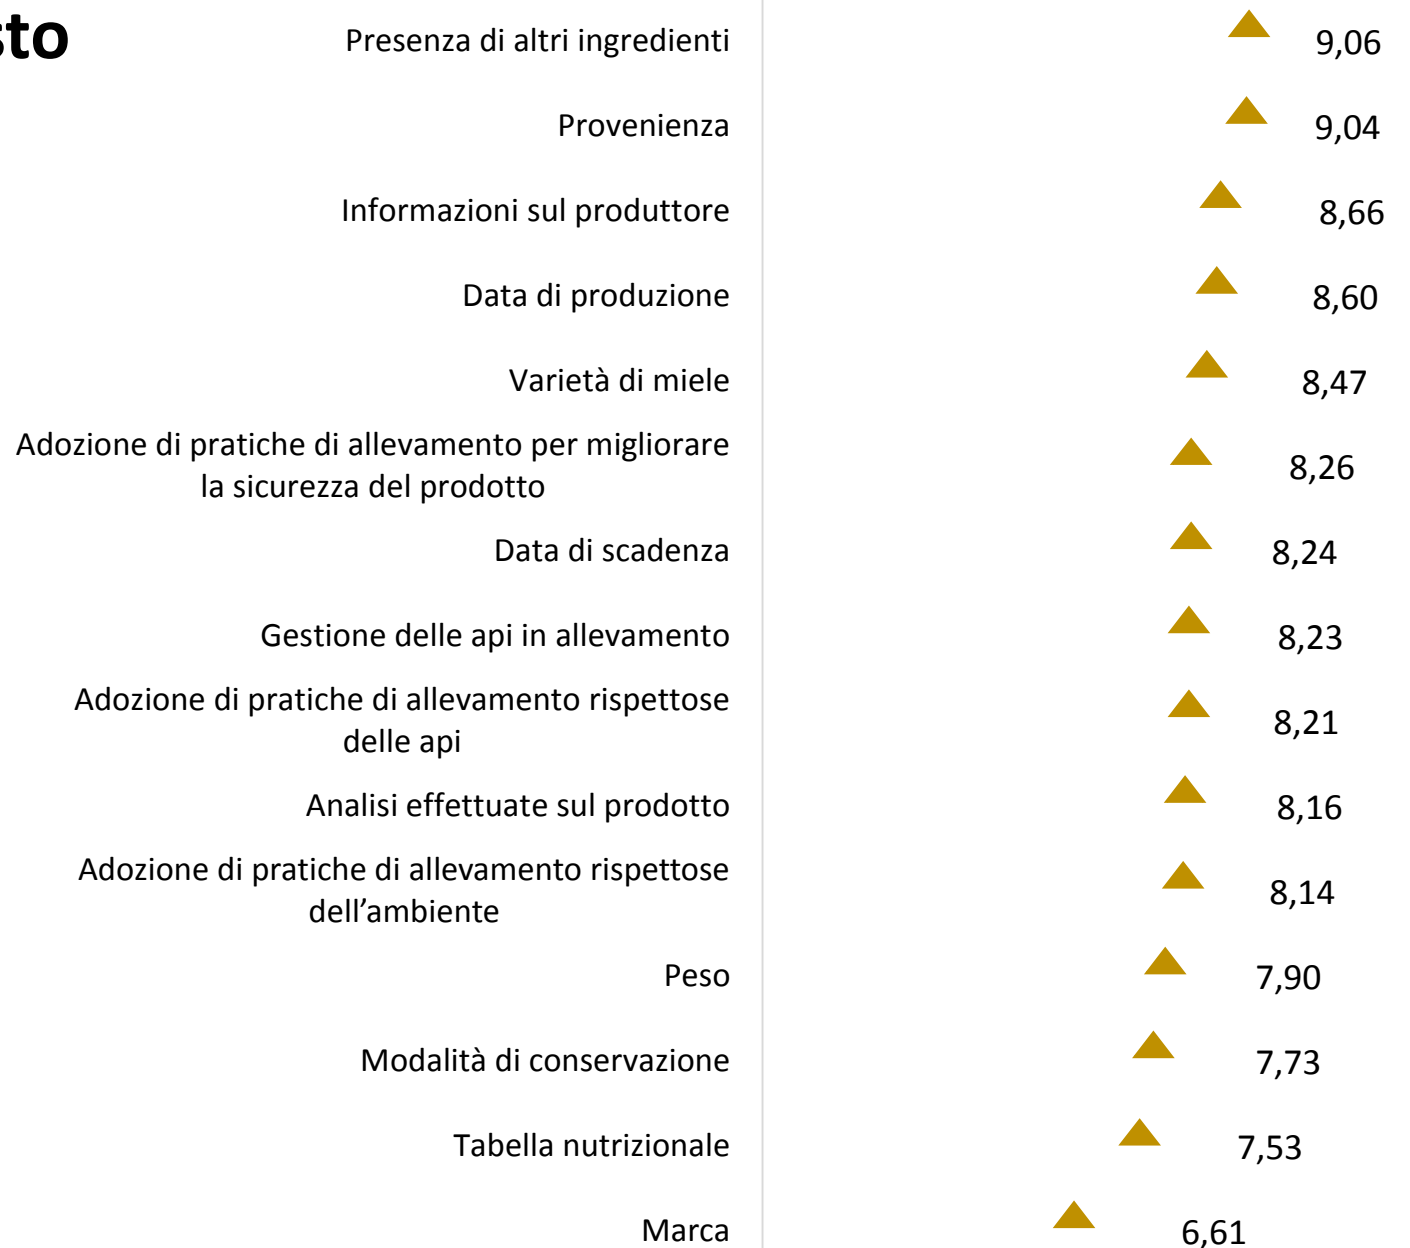 sto
Presenza di altri ingredienti 9,06
Provenienza 9,04
Informazioni sul produttore 8,66
Data di produzione 8,60
Varietà di miele 8,47
Adozione di pratiche di allevamento per migliorare
la sicurezza del prodotto 8,26
Data di scadenza 8,24
Gestione delle api in allevamento 8,23
Adozione di pratiche di allevamento rispettose
delle api 8,21
Analisi effettuate sul prodotto 8,16
Adozione di pratiche di allevamento rispettose
dell’ambiente 8,14
Peso 7,90
Modalità di conservazione 7,73
Tabella nutrizionale 7,53
Marca 6,61